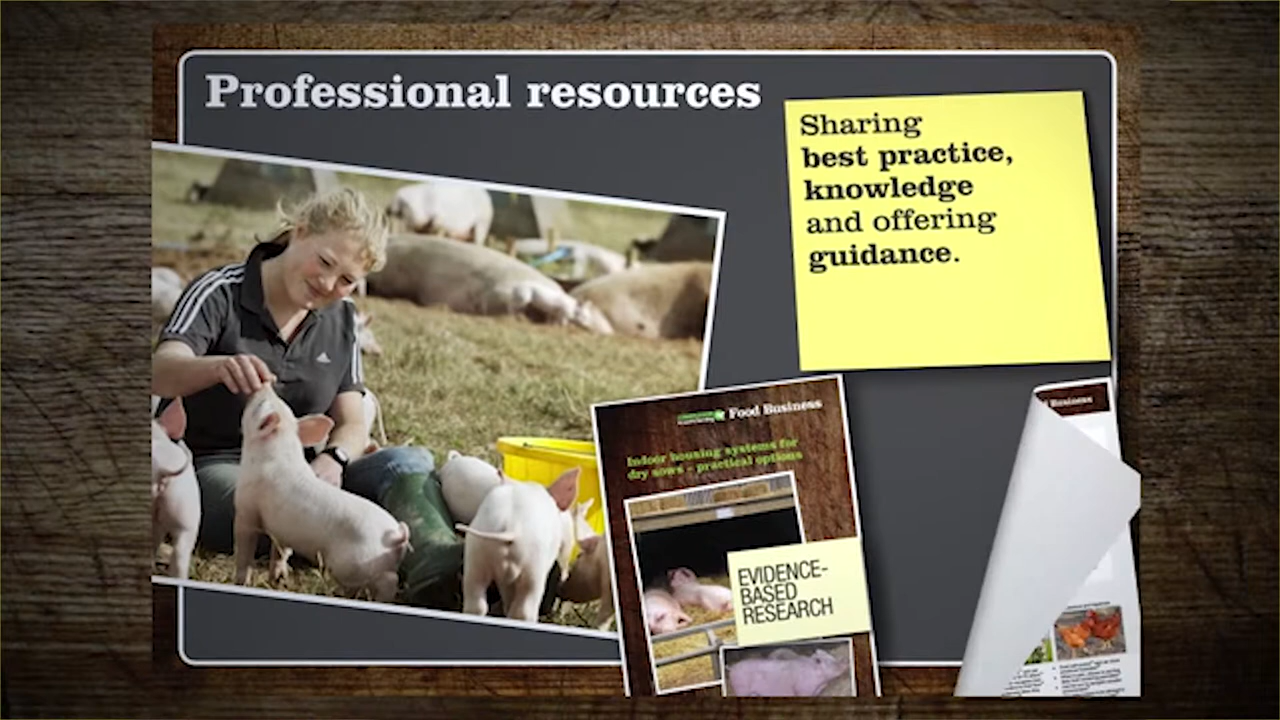 Professional resources
Sharing
best practice,
knowledge
and offering
guidance.
Food Business
Indoor housing systems for
dry sows - practical options
EVIDENCE-
BASED
RESEARCH
Business